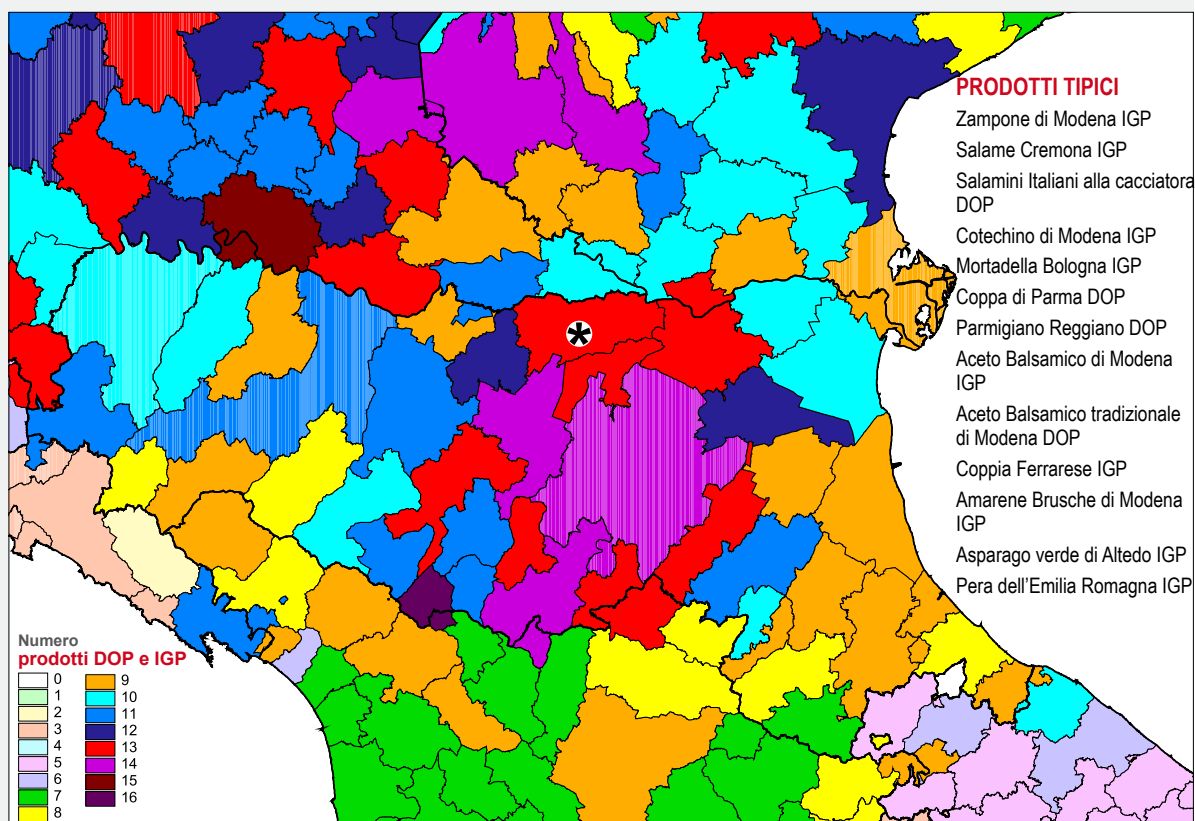 PRODOTTI TIPICI
Zampone di Modena IGP
Salame Cremona IGP
Salamini Italiani alla cacciatora
DOP
Cotechino di Modena IGP
Mortadella Bologna IGP
Coppa di Parma DOP
Parmigiano Reggiano DOP
Aceto Balsamico di Modena
IGP
Aceto Balsamico tradizionale
di Modena DOP
Coppia Ferrarese IGP
Amarene Brusche di Modena
IGP
Asparago verde di Altedo IGP
Pera dell'Emilia Romagna IGP
*
Numero
prodotti DOP e IGP
0
1
2
3
4
5
6
7
8
9
10
11
12
13
14
15
16